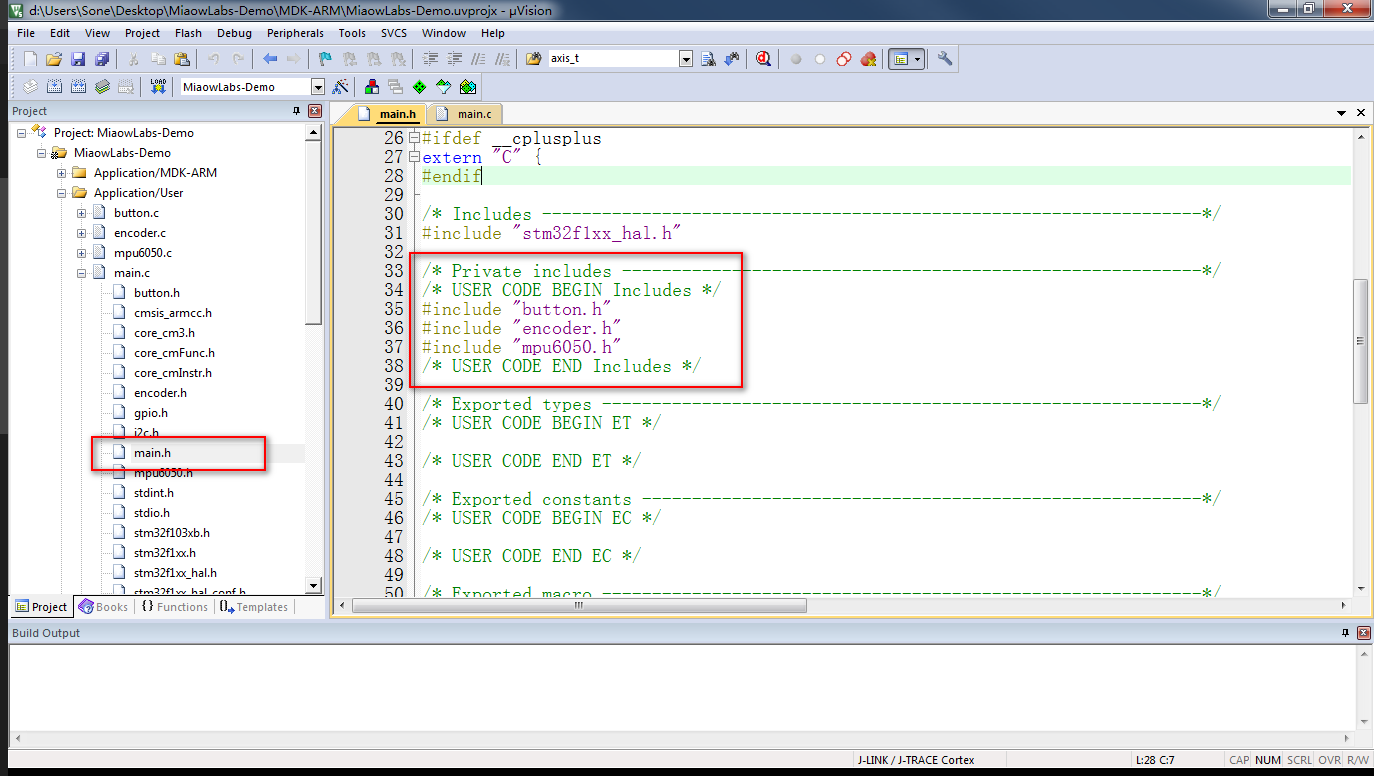 d:\Users\Sone\Desktop\MiaowLabs-Demo\MDK-ARM\MiaowLabs-Demo.uvprojx - µVision
File Edit View Project Flash Debug Peripherals Tools SVCS Window Help
axis_t
LOAD
MiaowLabs-Demo
Project
Project: MiaowLabs-Demo
MiaowLabs-Demo
Application/MDK-ARM
Application/User
button.c
encoder.c
mpu6050.c
main.c
button.h
cmsis_armcc.h
core_cm3.h
core_cmFunc.h
core_cmInstr.h
encoder.h
gpio.h
i2c.h
main.h
mpu6050.h
stdint.h
stdio.h
stm32f103xb.h
stm32f1xx.h
stm32f1xx_hal.h
stm32f1xx_hal_conf.h
Project Books {} Functions Templates
main.h main.c
26 #ifdef __cplusplus
27 extern "C" {
28 #endif
29
30 /* Includes ------------------------------------------------------------------*/
31 #include "stm32f1xx_hal.h"
32
33 /* Private includes ----------------------------------------------------------*/
34 /* USER CODE BEGIN Includes */
35 #include "button.h"
36 #include "encoder.h"
37 #include "mpu6050.h"
38 /* USER CODE END Includes */
39
40 /* Exported types ------------------------------------------------------------*/
41 /* USER CODE BEGIN ET */
42
43 /* USER CODE END ET */
44
45 /* Exported constants --------------------------------------------------------*/
46 /* USER CODE BEGIN EC */
47
48 /* USER CODE END EC */
49
50 /* Exported macro ------------------------------------------------------------*/
Build Output
J-LINK / J-TRACE Cortex L:28 C:7 CAP NUM SCRL OVR R/W